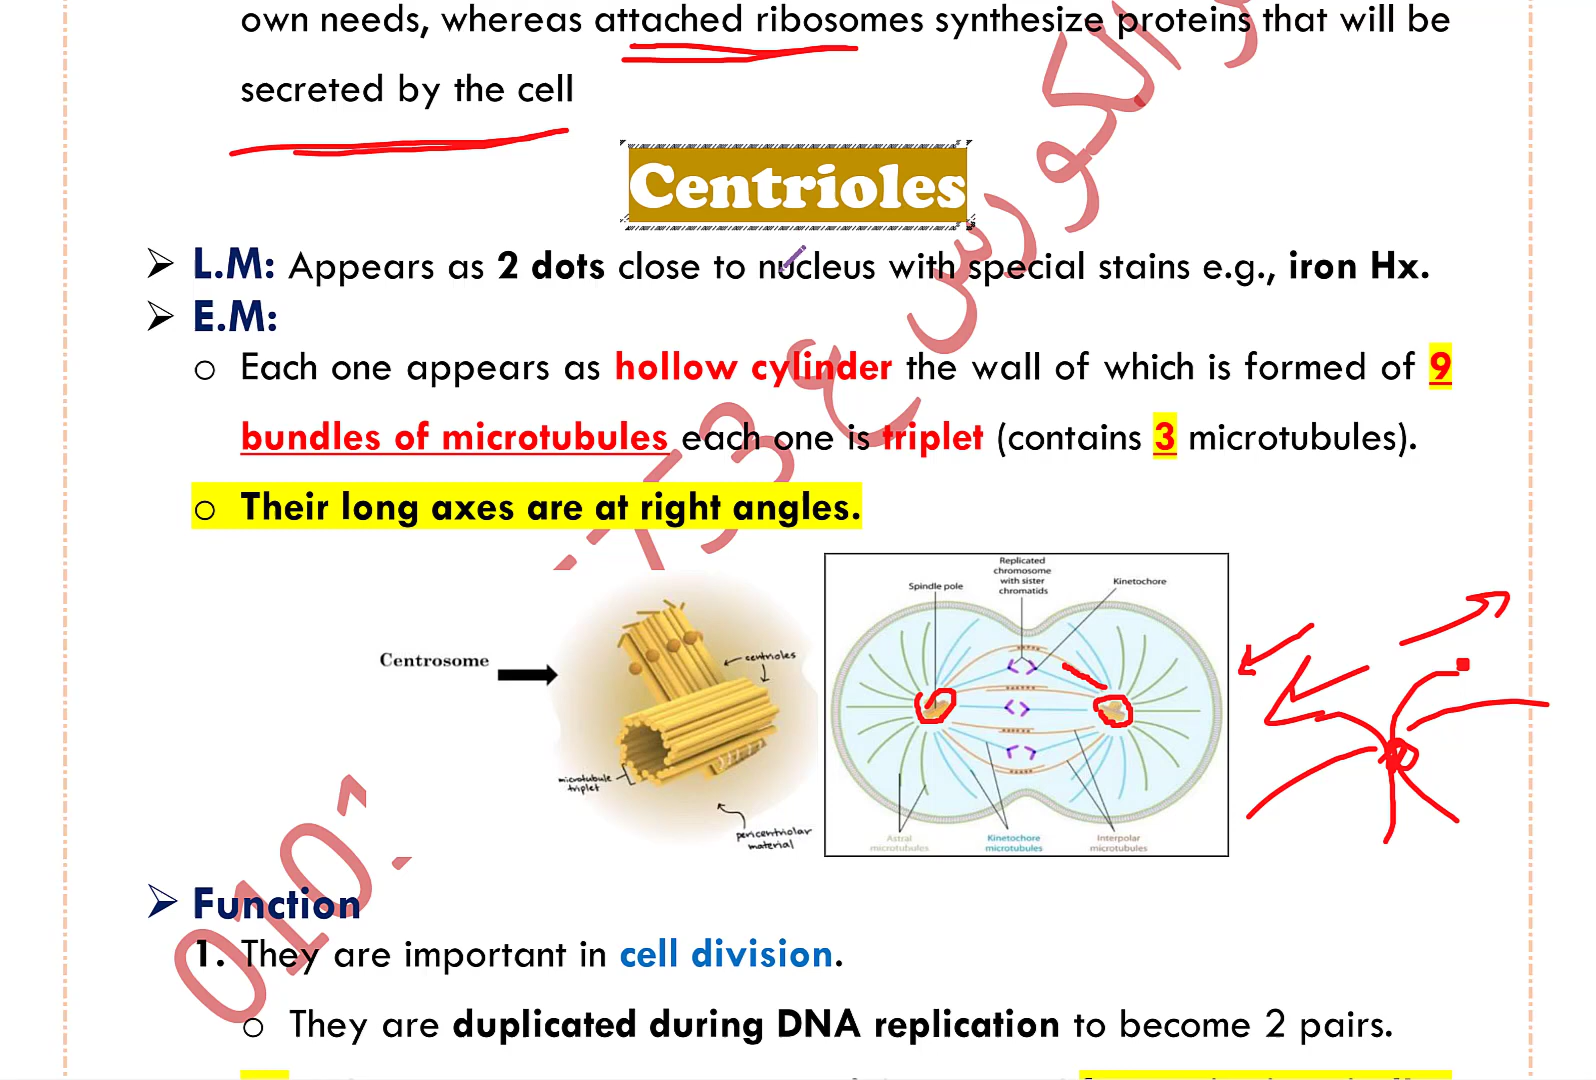 own needs, whereas attached ribosomes synthesize proteins that will be
secreted by the cell
Centrioles
➢ L.M: Appears as 2 dots close to nucleus with special stains e.g., iron Hx.
➢ E.M:
o Each one appears as hollow cylinder the wall of which is formed of 9
bundles of microtubules each one is triplet (contains 3 microtubules).
o Their long axes are at right angles.
Centrosome
centrioles
microtubule
triplet
pericentriolar
material
Spindle pole
Replicated
chromosome
with sister
chromatids
Kinetochore
Astral
microtubules
Kinetochore
microtubules
Interpolar
microtubules
➢ Function
1. They are important in cell division.
o They are duplicated during DNA replication to become 2 pairs.
الكورس ع